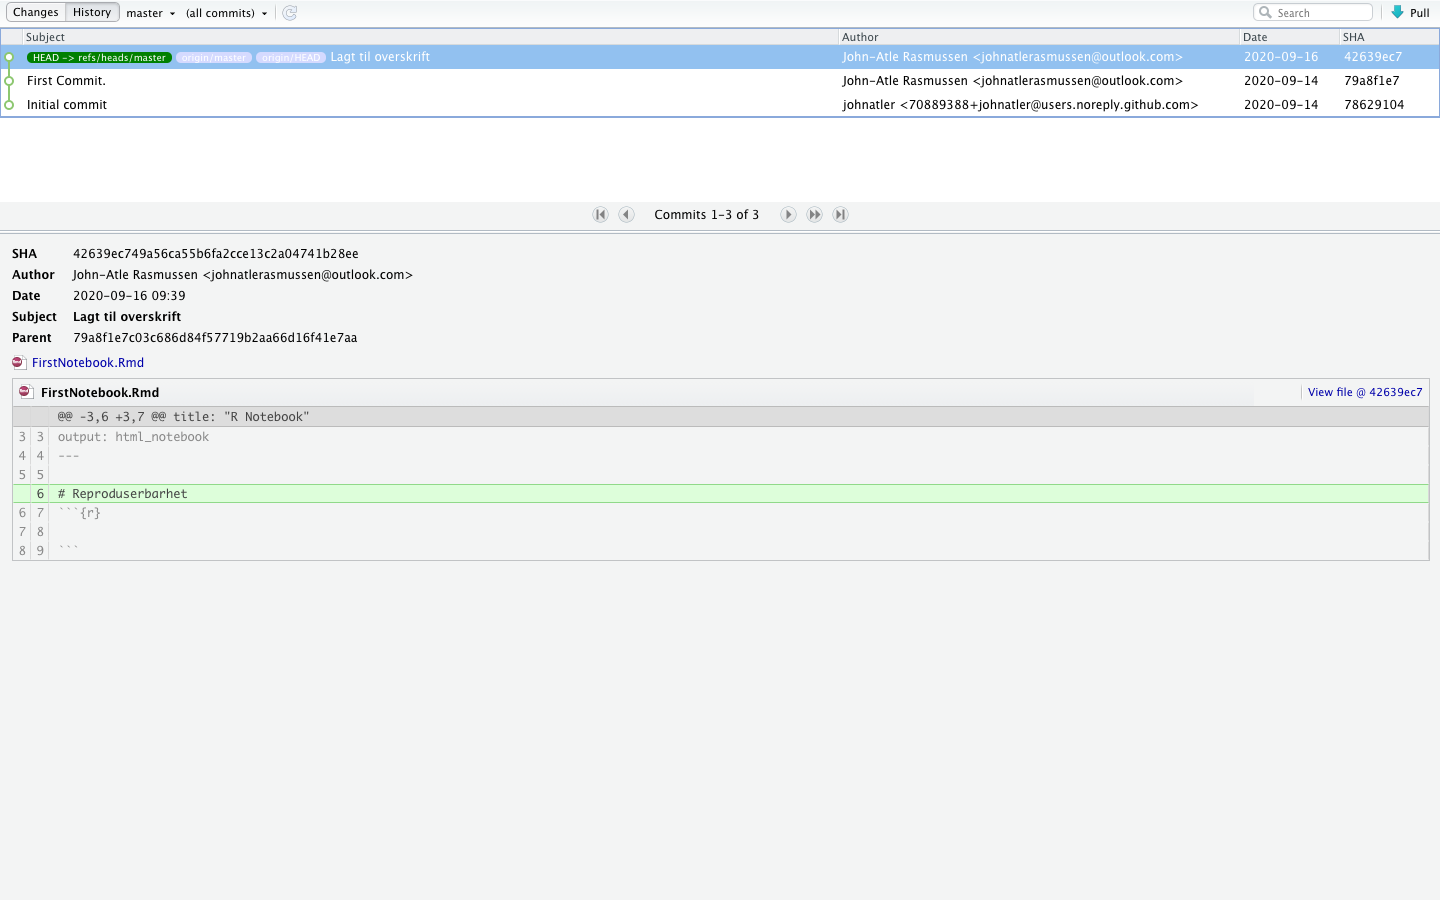 Changes History master (all commits) Search Pull
Subject Author Date SHA
HEAD -> refs/heads/master origin/master origin/HEAD Lagt til overskrift John-Atle Rasmussen <johnatlerasmussen@outlook.com> 2020-09-16 42639ec7
First Commit. John-Atle Rasmussen <johnatlerasmussen@outlook.com> 2020-09-14 79a8f1e7
Initial commit johnatler <70889388+johnatler@users.noreply.github.com> 2020-09-14 78629104
Commits 1-3 of 3
SHA 42639ec749a56ca55b6fa2cce13c2a04741b28ee
Author John-Atle Rasmussen <johnatlerasmussen@outlook.com>
Date 2020-09-16 09:39
Subject Lagt til overskrift
Parent 79a8f1e7c03c686d84f57719b2aa66d16f41e7aa
FirstNotebook.Rmd
FirstNotebook.Rmd View file @ 42639ec7
@@ -3,6 +3,7 @@ title: "R Notebook"
3 3 output: html_notebook
4 4 ---
5 5
6 # Reproduserbarhet
6 7 ```{r}
7 8
8 9 ```